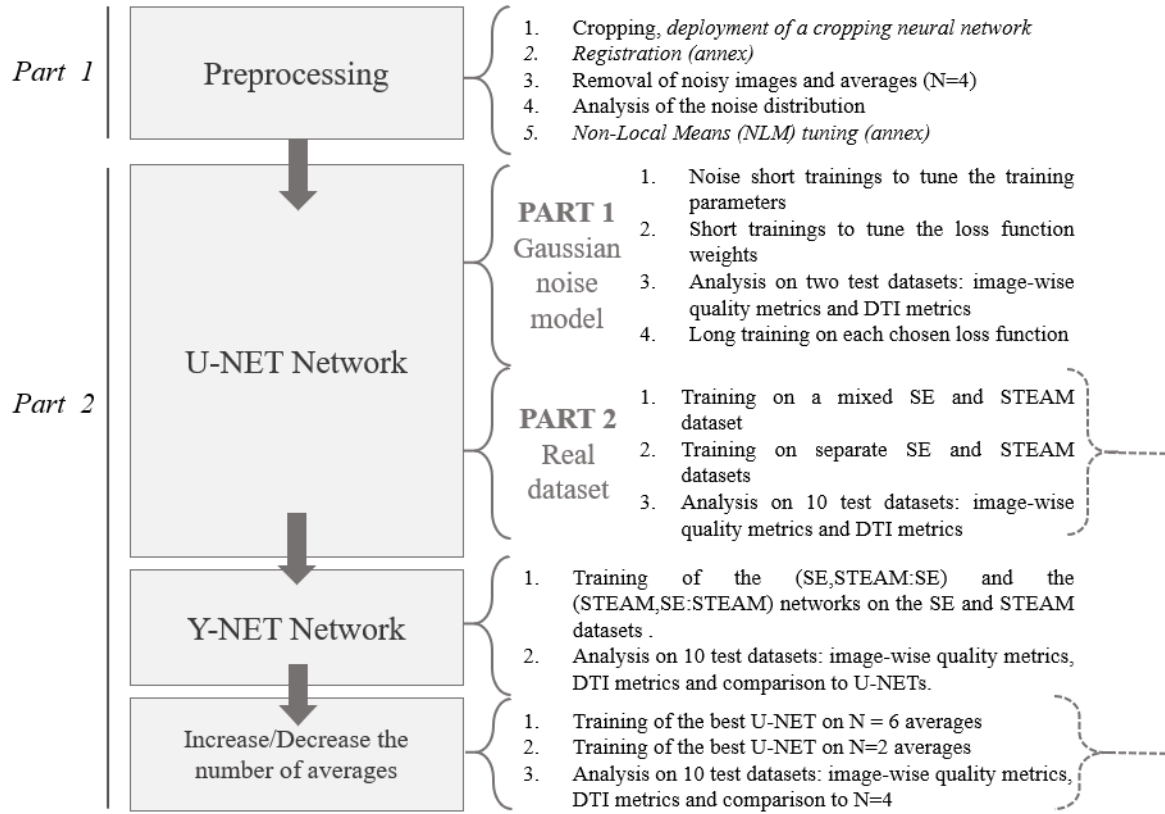 Part 1
Preprocessing
1. Cropping, deployment of a cropping neural network
2. Registration (annex)
3. Removal of noisy images and averages (N=4)
4. Analysis of the noise distribution
5. Non-Local Means (NLM) tuning (annex)
Part 2
U-NET Network
PART 1
Gaussian
noise
model
1. Noise short trainings to tune the training
parameters
2. Short trainings to tune the loss function
weights
3. Analysis on two test datasets: image-wise
quality metrics and DTI metrics
4. Long training on each chosen loss function
PART 2
Real
dataset
1. Training on a mixed SE and STEAM
dataset
2. Training on separate SE and STEAM
datasets
3. Analysis on 10 test datasets: image-wise
quality metrics and DTI metrics
Y-NET Network
1. Training of the (SE,STEAM:SE) and the
(STEAM,SE:STEAM) networks on the SE and STEAM
datasets .
2. Analysis on 10 test datasets: image-wise quality metrics,
DTI metrics and comparison to U-NETs.
Increase/Decrease the
number of averages
1. Training of the best U-NET on N = 6 averages
2. Training of the best U-NET on N=2 averages
3. Analysis on 10 test datasets: image-wise quality metrics,
DTI metrics and comparison to N=4